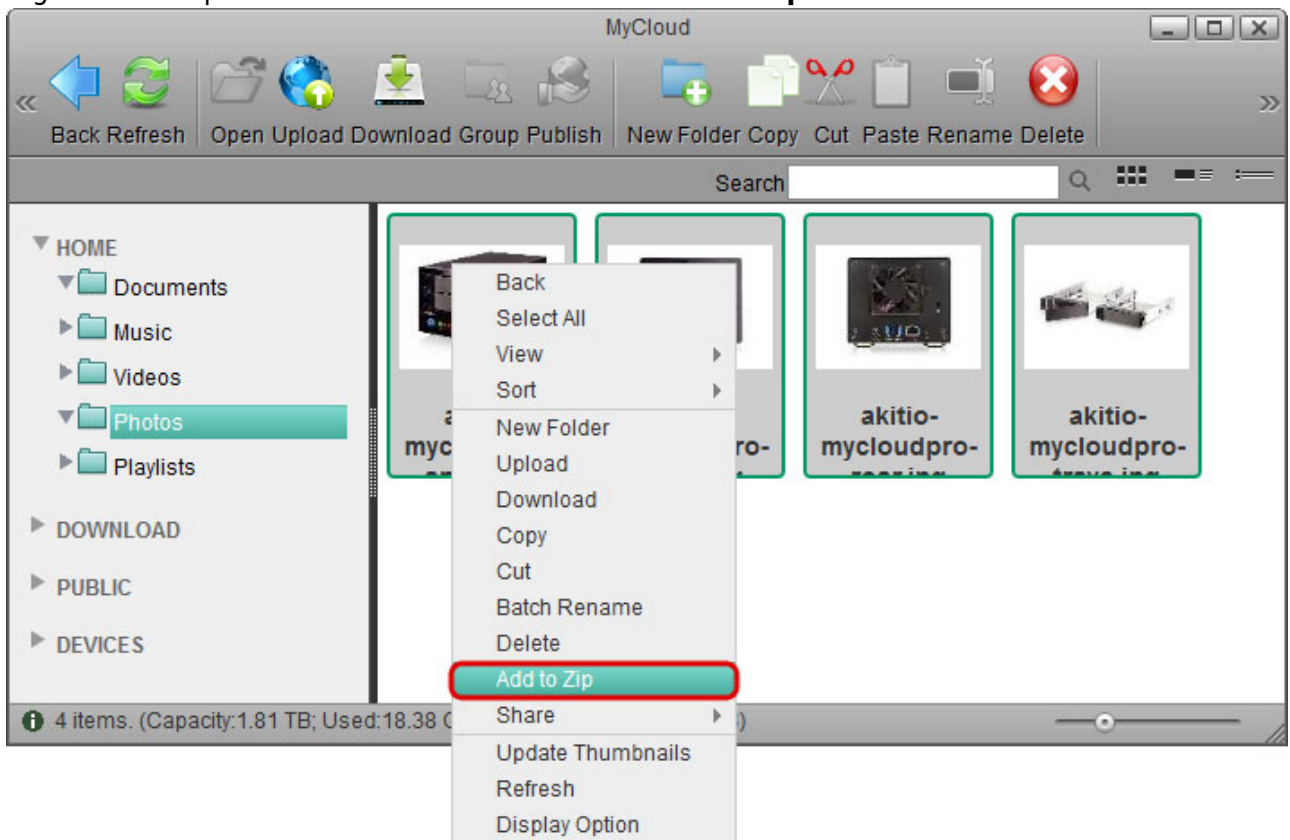 MyCloud
Back Refresh Open Upload Download Group Publish New Folder Copy Cut Paste Rename Delete
Search
HOME
Documents
Music
Videos
Photos
Playlists
DOWNLOAD
PUBLIC
DEVICES
Back
Select All
View
Sort
New Folder
Upload
Download
Copy
Cut
Batch Rename
Delete
Add to Zip
Share
Update Thumbnails
Refresh
Display Option
akitio-
mycloudpro-
akitio-
mycloudpro-
4 items. (Capacity:1.81 TB; Used:18.38